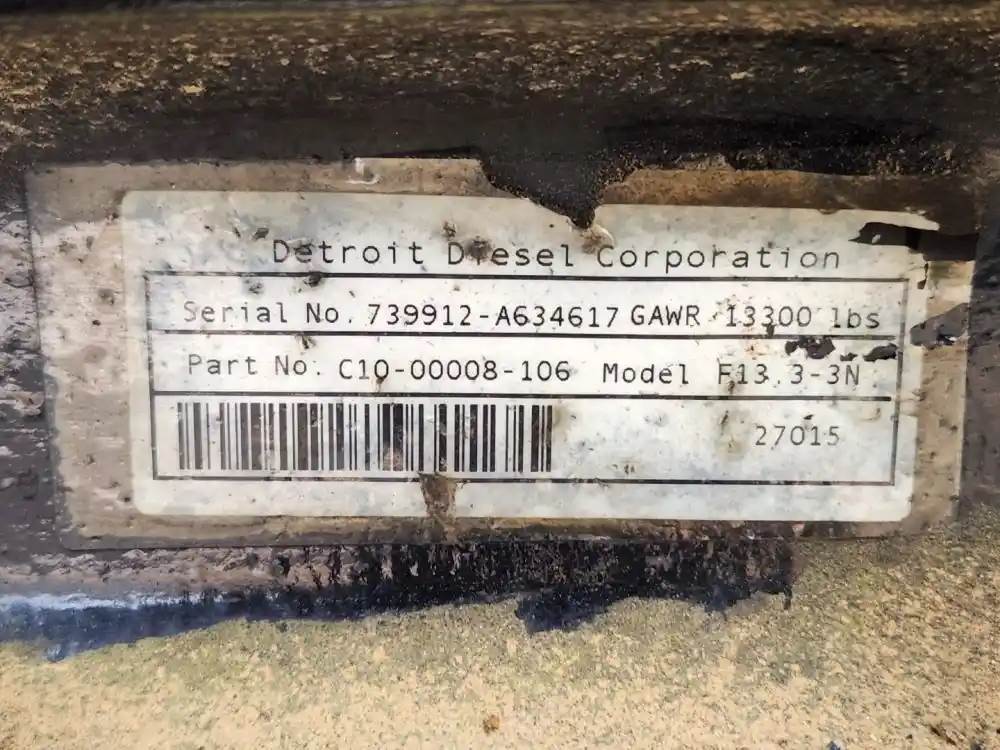 Detroit Diesel Corporation
Serial No. 739912-A634617 GAWR 13300 lbs
Part No. C10-00008-106 Model F13.3-3N
27015